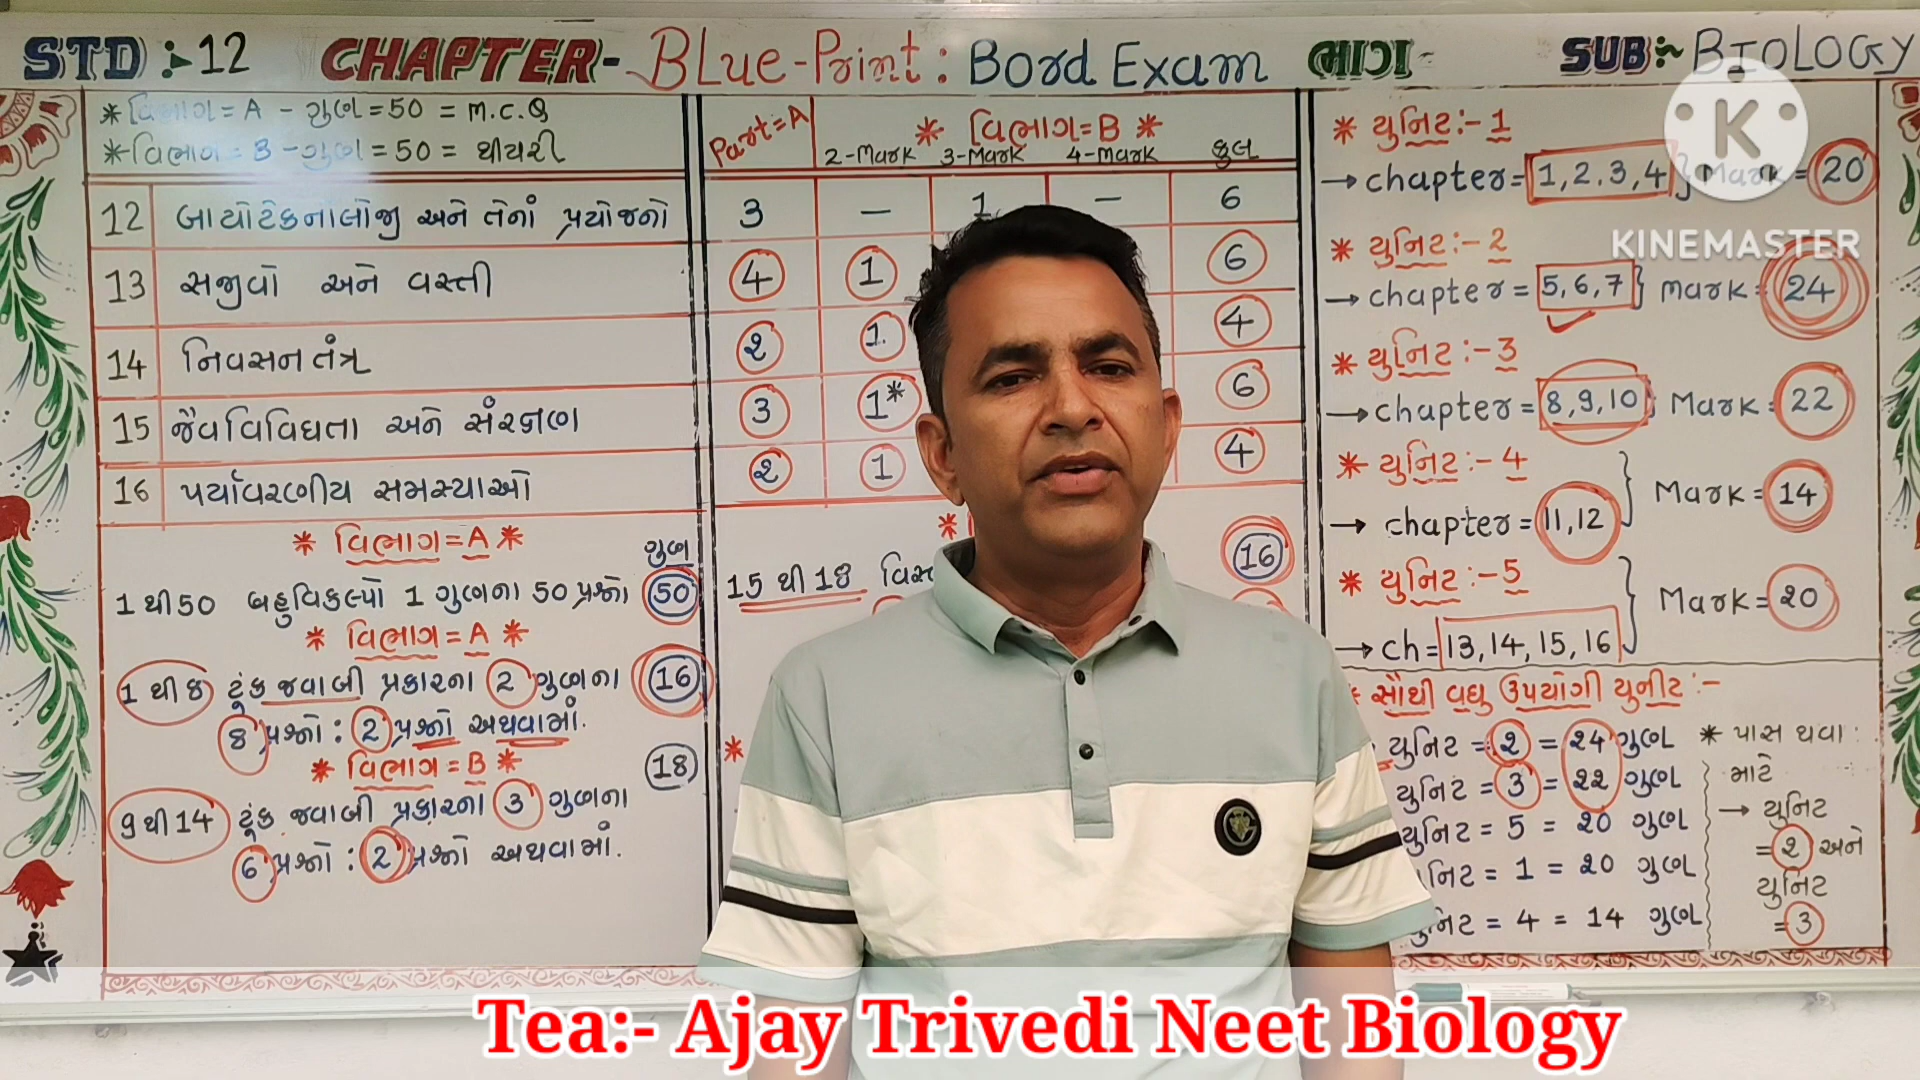 STD :- 12 CHAPTER- BLue-Print : Bord Exam ભાગ- SUB:- BIOLOGY
* વિભાગ = A - ગુણ = 50 = M.C.Q
* વિભાગ = B - ગુણ = 50 = થીયરી
12 બાયોટેકનાલોજી અને તેનાં પ્રયોજનો
13 સજીવો અને વસ્તી
14 નિવસનતંત્ર
15 જૈવવિવિધતા અને સંરક્ષણ
16 પર્યાવરણીય સમસ્યાઓ
* વિભાગ = A * ગુણ
1 થી 50 બહુવિકલ્પો 1 ગુણના 50 પ્રશ્નો 50
* વિભાગ = A *
1 થી 8 ટૂંક જવાબી પ્રકારના 2 ગુણના 16
8 પ્રશ્નો : 2 પ્રશ્નો અથવામાં.
* વિભાગ = B * 18
9 થી 14 ટૂંક જવાબી પ્રકારના 3 ગુણના
6 પ્રશ્નો : 2 પ્રશ્નો અથવામાં.
Part = A * વિભાગ = B *
2-Mark 3-Mark 4-Mark કુલ
3 — 1 — 6
4 1 6
2 1. 4
3 1* 6
2 1 4
*
15 થી 18 16
*
* યુનિટ :- 1
→ chapter = 1,2,3,4 } Mark = 20
* યુનિટ :- 2
→ chapter = 5,6,7 } Mark = 24
* યુનિટ :- 3
→ chapter = 8,9,10 } Mark = 22
* યુનિટ :- 4
→ chapter = 11,12 } Mark = 14
* યુનિટ :- 5
→ ch = 13,14,15,16 } Mark = 20
* સૌથી વધુ ઉપયોગી યુનીટ :-
યુનિટ = 2 = 24 ગુણ
યુનિટ = 3 = 22 ગુણ
યુનિટ = 5 = 20 ગુણ
યુનિટ = 1 = 20 ગુણ
યુનિટ = 4 = 14 ગુણ
* પાસ થવા :
માટે
→ યુનિટ
= 2 અને
યુનિટ
= 3
K
KINEMASTER
Tea:- Ajay Trivedi Neet Biology